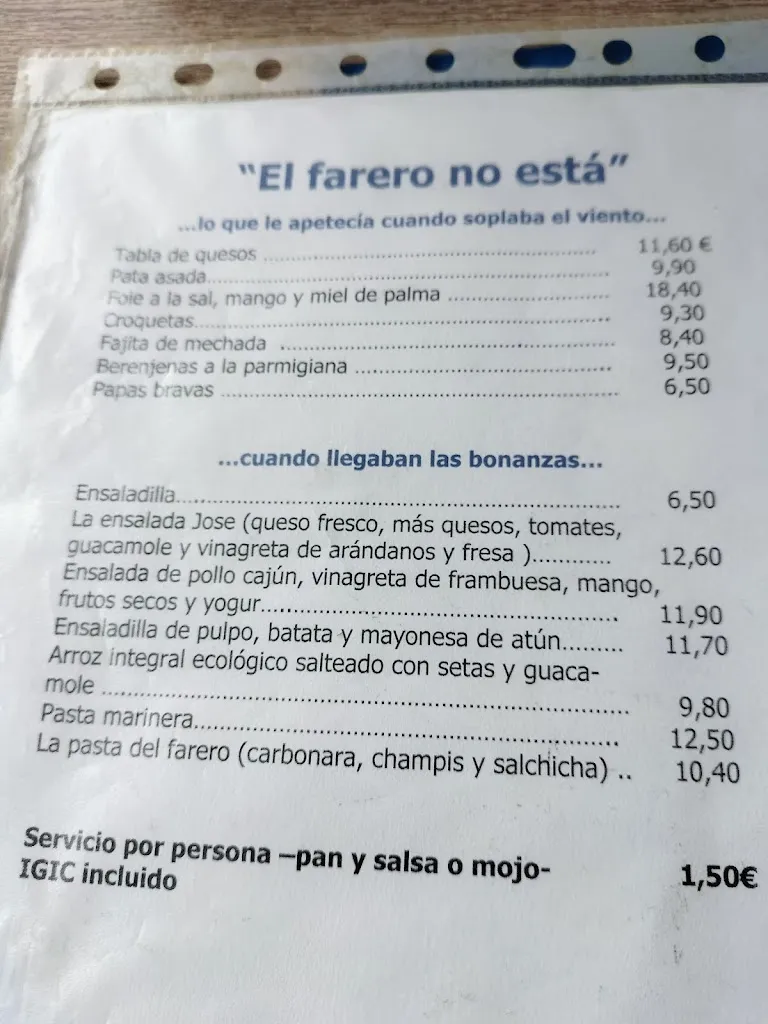 "El farero no está"
...lo que le apetecía cuando soplaba el viento...
Tabla de quesos ........................................................ 11,60 €
Pata asada................................................................... 9,90
Foie a la sal, mango y miel de palma ........................... 18,40
Croquetas..................................................................... 9,30
Fajita de mechada ....................................................... 8,40
Berenjenas a la parmigiana .......................................... 9,50
Papas bravas ................................................................ 6,50
...cuando llegaban las bonanzas...
Ensaladilla.................................................................... 6,50
La ensalada Jose (queso fresco, más quesos, tomates,
guacamole y vinagreta de arándanos y fresa )............ 12,60
Ensalada de pollo cajún, vinagreta de frambuesa, mango,
frutos secos y yogur..................................................... 11,90
Ensaladilla de pulpo, batata y mayonesa de atún......... 11,70
Arroz integral ecológico salteado con setas y guaca-
mole ............................................................................. 9,80
Pasta marinera.............................................................. 12,50
La pasta del farero (carbonara, champis y salchicha) .. 10,40
Servicio por persona –pan y salsa o mojo-
IGIC incluido 1,50€